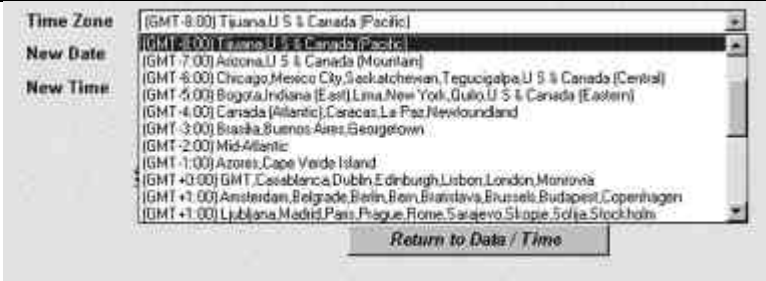 Time Zone
(GMT-8:00) Tijuana,U S & Canada (Pacific)
(GMT-8:00) Tijuana,U S & Canada (Pacific)
New Date
(GMT-7:00) Arizona,U S & Canada (Mountain)
(GMT-6:00) Chicago,Mexico City,Saskatchewan,Tegucigalpa,U S & Canada (Central)
New Time
(GMT-5:00) Bogota,Indiana (East),Lima,New York,Quito,U S & Canada (Eastern)
(GMT-4:00) Canada (Atlantic),Caracas,La Paz,Newfoundland
(GMT-3:00) Brasilia,Buenos Aires,Georgetown
(GMT-2:00) Mid-Atlantic
(GMT-1:00) Azores,Cape Verde Island
(GMT+0:00) GMT,Casablanca,Dublin,Edinburgh,Lisbon,London,Monrovia
(GMT+1:00) Amsterdam,Belgrade,Berlin,Bern,Bratislava,Brussels,Budapest,Copenhagen
(GMT+1:00) Ljubljana,Madrid,Paris,Prague,Rome,Sarajevo,Skopje,Sofija,Stockholm
Return to Data / Time